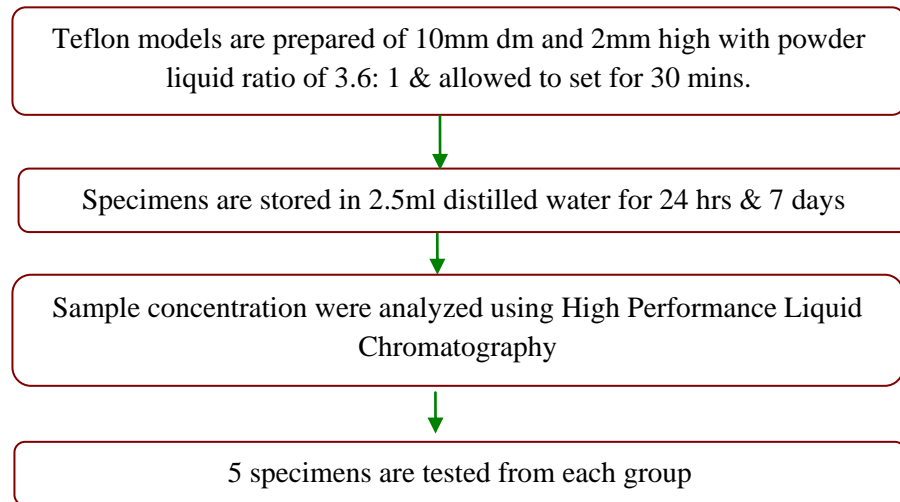 Teflon models are prepared of 10mm dm and 2mm high with powder
liquid ratio of 3.6: 1 & allowed to set for 30 mins.
Specimens are stored in 2.5ml distilled water for 24 hrs & 7 days
Sample concentration were analyzed using High Performance Liquid
Chromatography
5 specimens are tested from each group